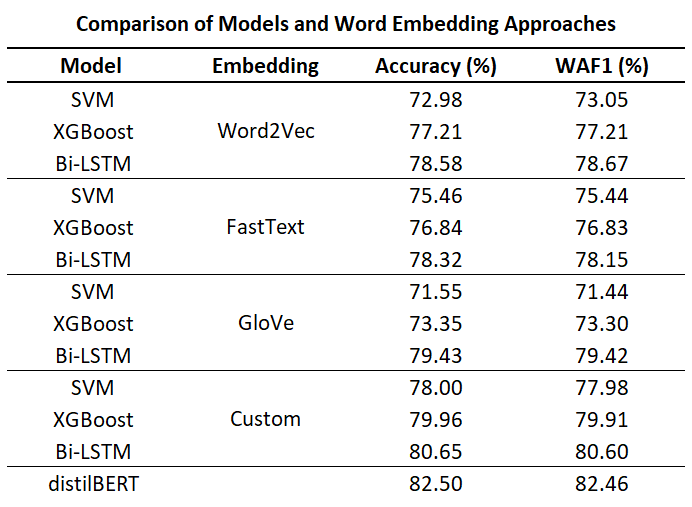 Comparison of Models and Word Embedding Approaches
Model Embedding Accuracy (%) WAF1 (%)
SVM 72.98 73.05
XGBoost Word2Vec 77.21 77.21
Bi-LSTM 78.58 78.67
SVM 75.46 75.44
XGBoost FastText 76.84 76.83
Bi-LSTM 78.32 78.15
SVM 71.55 71.44
XGBoost GloVe 73.35 73.30
Bi-LSTM 79.43 79.42
SVM 78.00 77.98
XGBoost Custom 79.96 79.91
Bi-LSTM 80.65 80.60
distilBERT 82.50 82.46